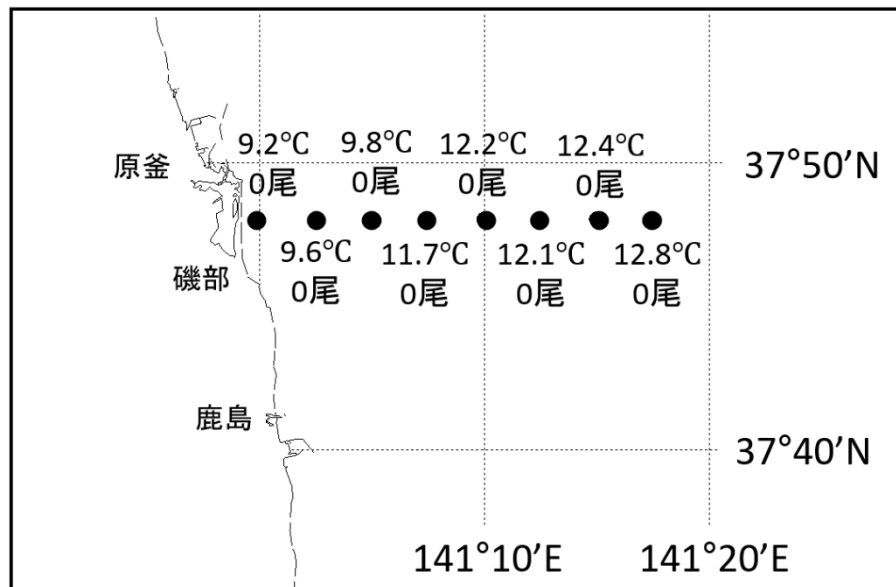 9.2℃
9.8℃
12.2℃
12.4℃
原釜
0尾
0尾
0尾
0尾
37°50’N
9.6℃
11.7℃
12.1℃
12.8℃
磯部
0尾
0尾
0尾
0尾
鹿島
37°40’N
141°10’E
141°20’E